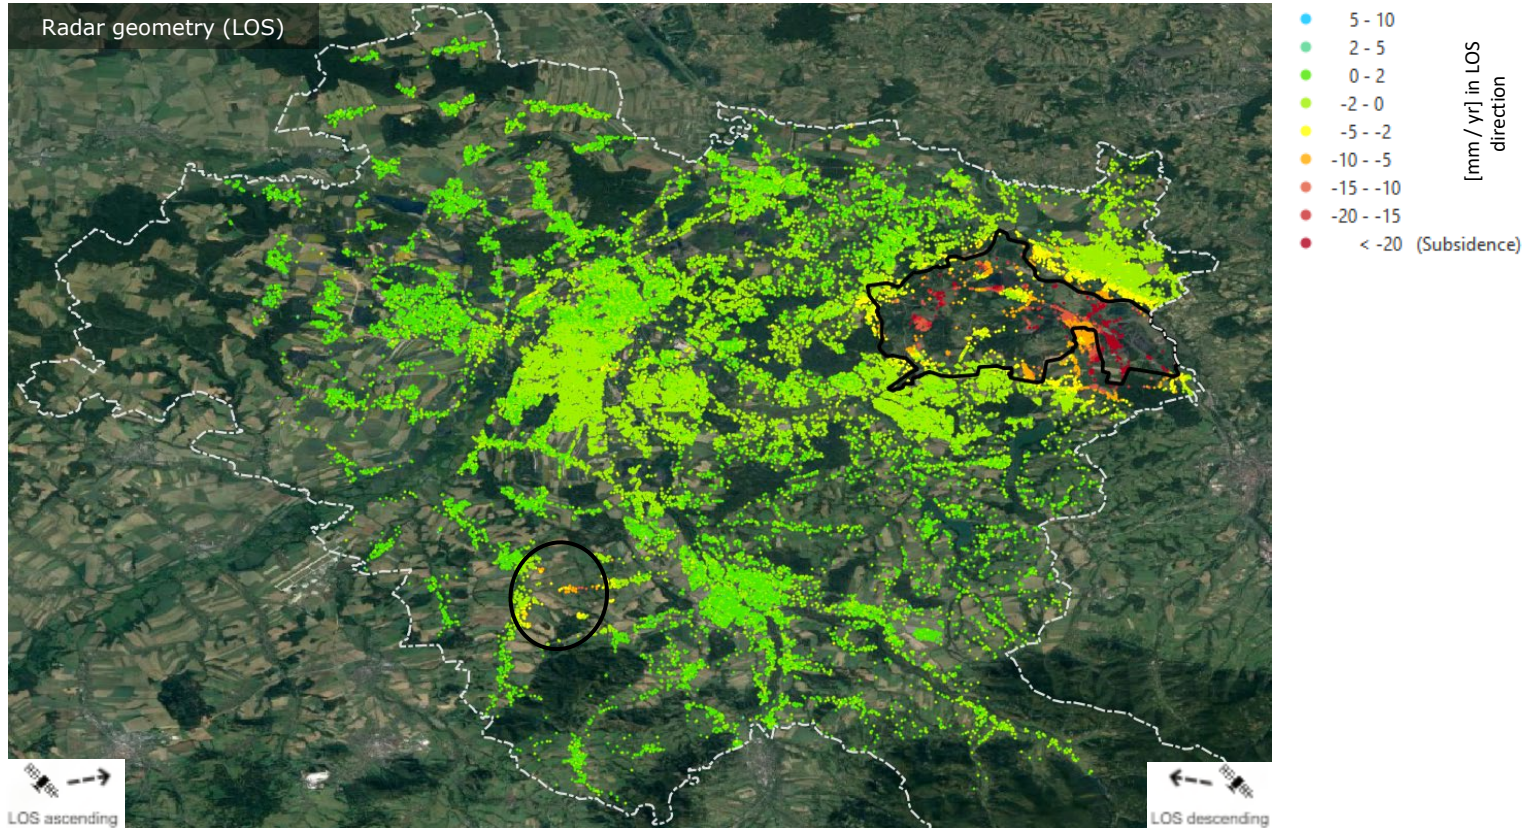 Radar geometry (LOS)
5 - 10
2 - 5
0 - 2
-2 - 0
-5 - -2
-10 - -5
-15 - -10
-20 - -15
< -20 (Subsidence)
[mm / yr] in LOS
direction
LOS ascending
LOS descending